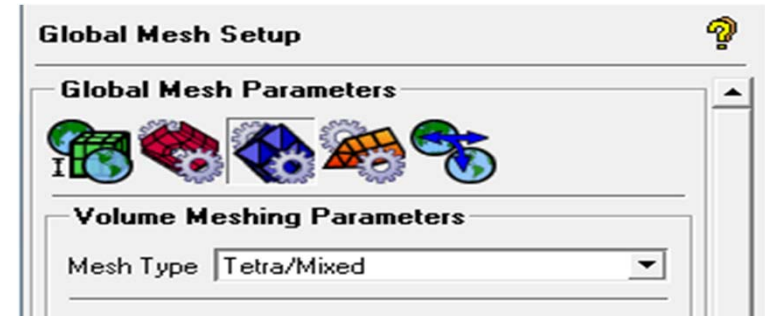 Global Mesh Setup
Global Mesh Parameters
Volume Meshing Parameters
Mesh Type Tetra/Mixed